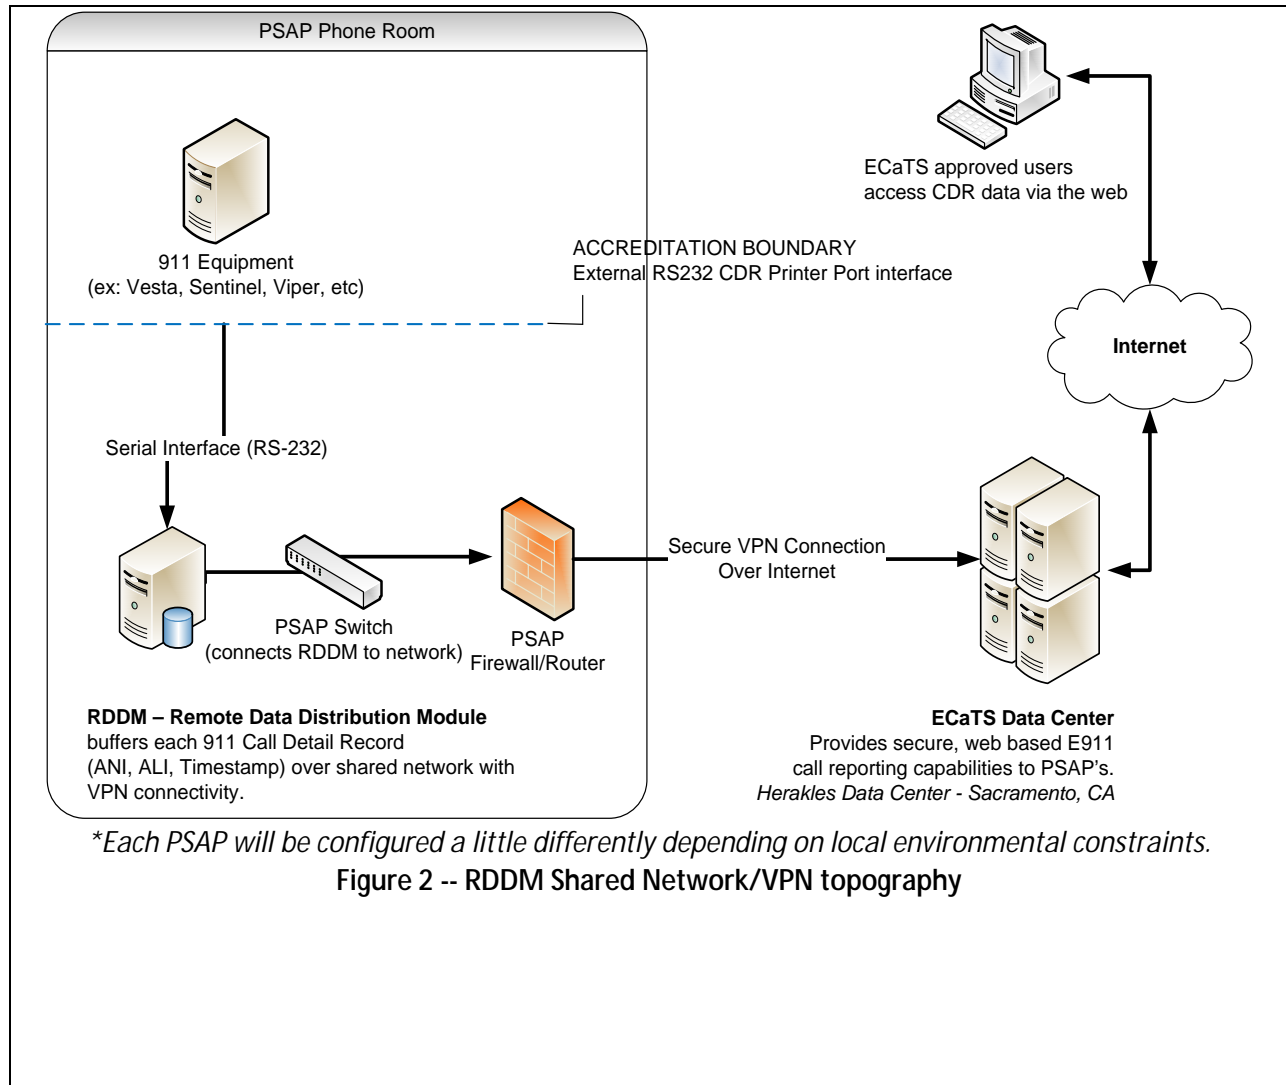 PSAP Phone Room
911 Equipment
(ex: Vesta, Sentinel, Viper, etc)
ACCREDITATION BOUNDARY
External RS232 CDR Printer Port interface
ECaTS approved users
access CDR data via the web
Internet
Serial Interface (RS-232)
PSAP Switch
(connects RDDM to network)
PSAP
Firewall/Router
Secure VPN Connection
Over Internet
RDDM – Remote Data Distribution Module
buffers each 911 Call Detail Record
(ANI, ALI, Timestamp) over shared network with
VPN connectivity.
ECaTS Data Center
Provides secure, web based E911
call reporting capabilities to PSAP's.
Herakles Data Center - Sacramento, CA
*Each PSAP will be configured a little differently depending on local environmental constraints.
Figure 2 -- RDDM Shared Network/VPN topography